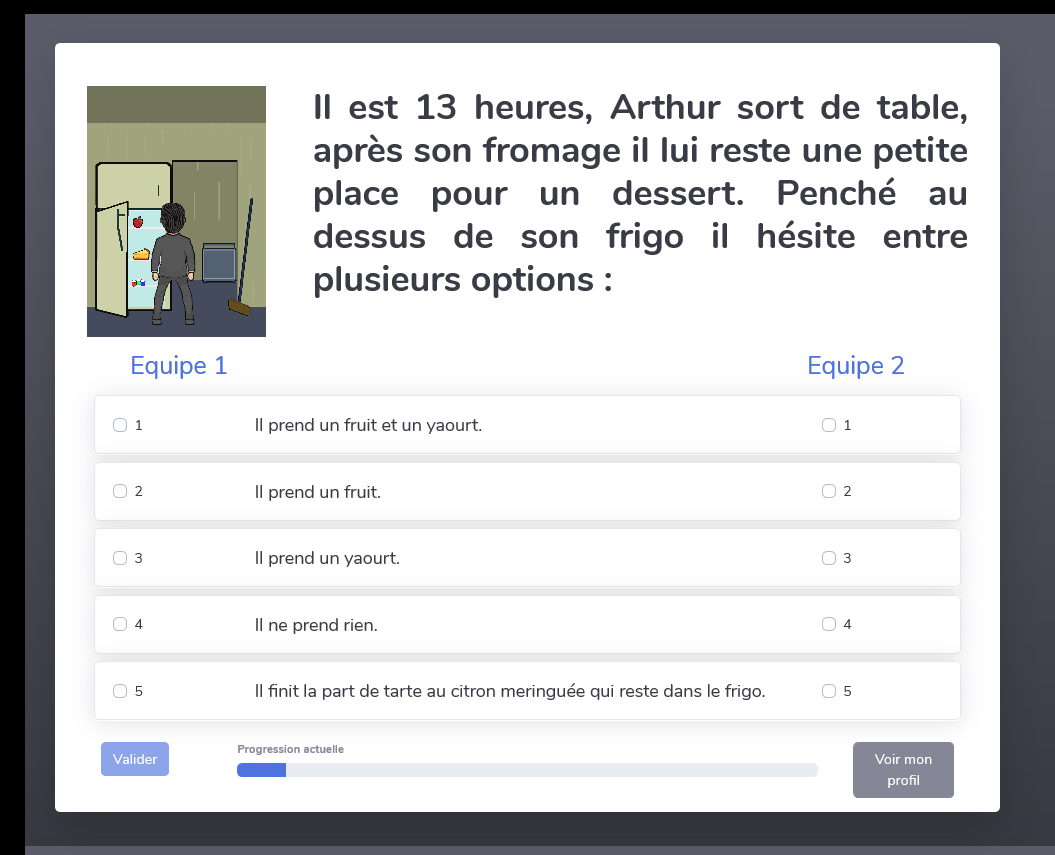 Il est 13 heures, Arthur sort de table,
après son fromage il lui reste une petite
place pour un dessert. Penché au
dessus de son frigo il hésite entre
plusieurs options :
Equipe 1
Equipe 2
1 Il prend un fruit et un yaourt. 1
2 Il prend un fruit. 2
3 Il prend un yaourt. 3
4 Il ne prend rien. 4
5 Il finit la part de tarte au citron meringuée qui reste dans le frigo. 5
Valider
Progression actuelle
Voir mon
profil